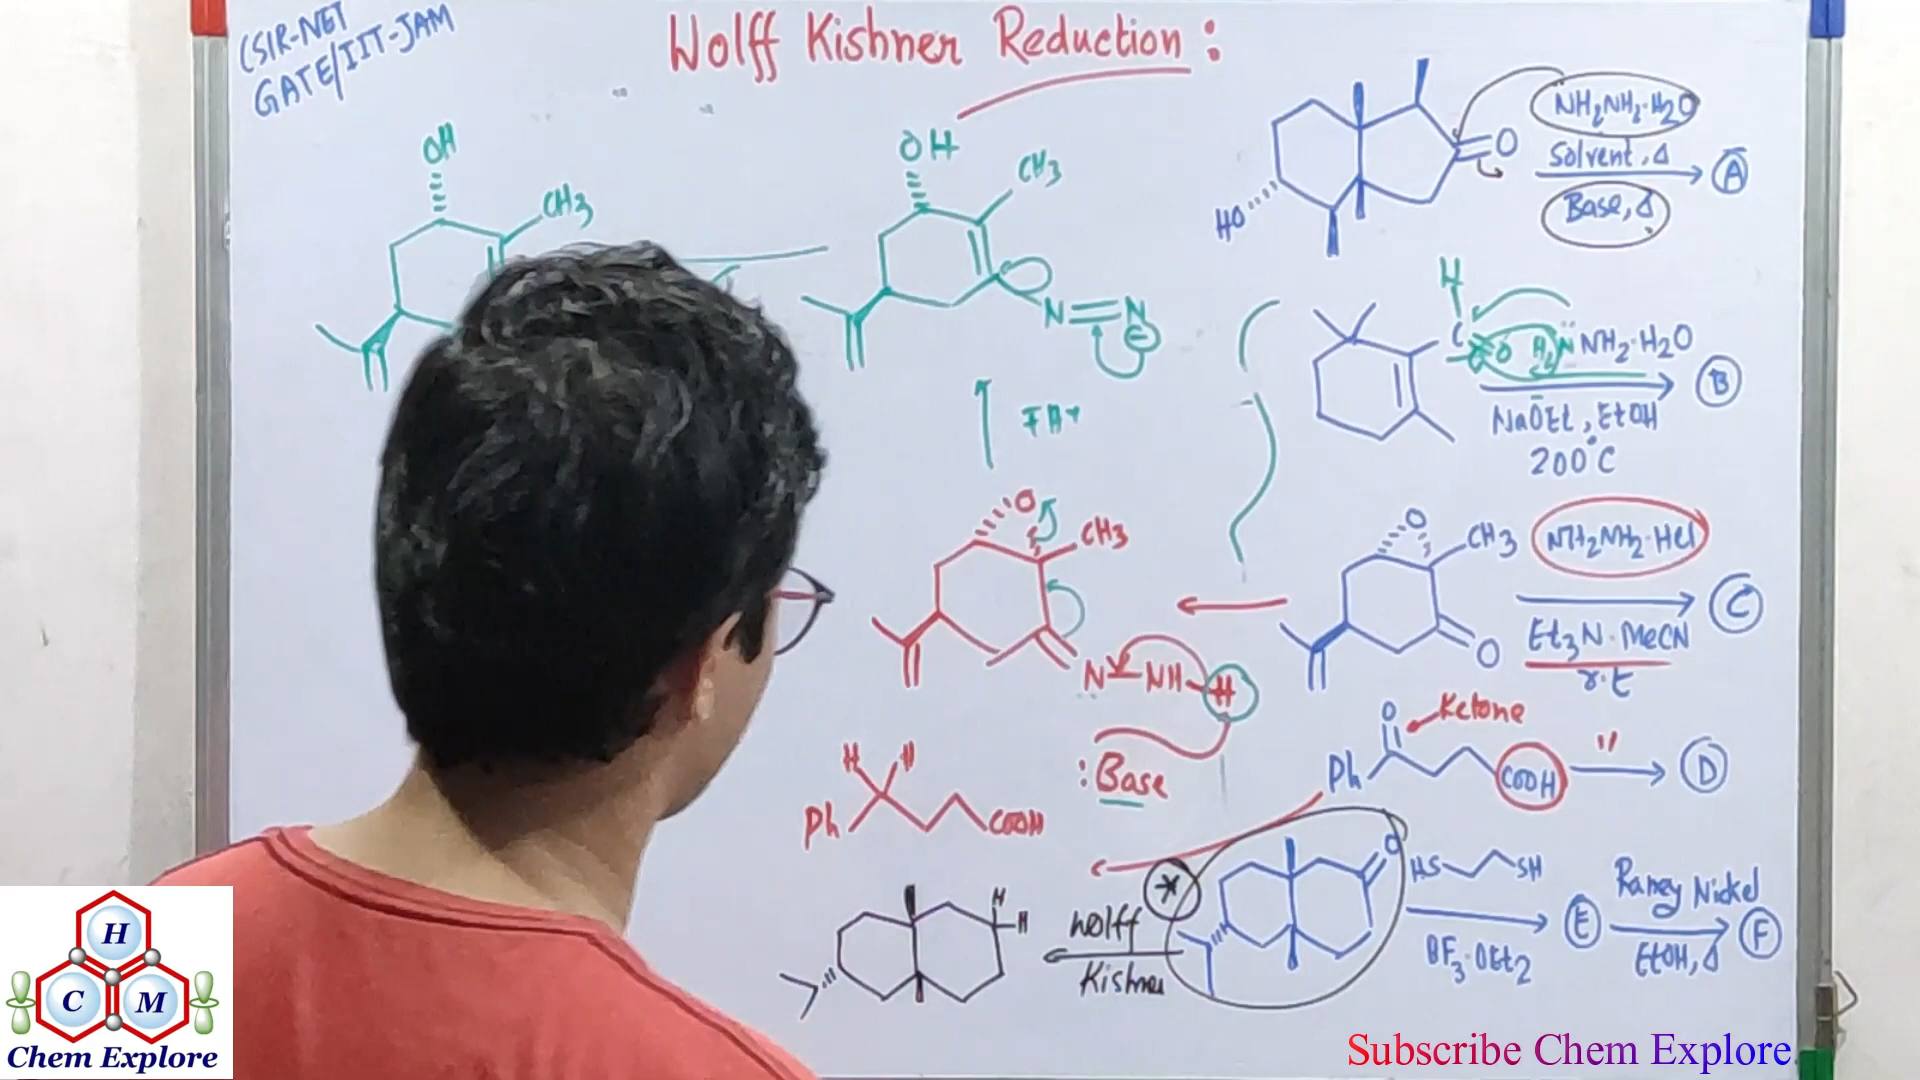 CSIR-NET
GATE/IIT-JAM
Wolff Kishner Reduction :
OH
CH3
OH
CH3
N=N
⊖
HO
O
NH2NH2·H2O
Solvent, Δ
Base, Δ
A
H
C
O H2N NH2·H2O
NaOEt, EtOH
200°C
B
O
CH3
N-NH-H
:Base
O
CH3
O
NH2NH2·HCl
Et3N·MeCN
r.t
C
O
Ketone
Ph
COOH
"
D
H H
Ph
COOH
H
H
Wolff
Kishner
*
O
HS
SH
BF3·OEt2
E
Raney Nickel
EtOH, Δ
F
H
C M
Chem Explore
Subscribe Chem Explore